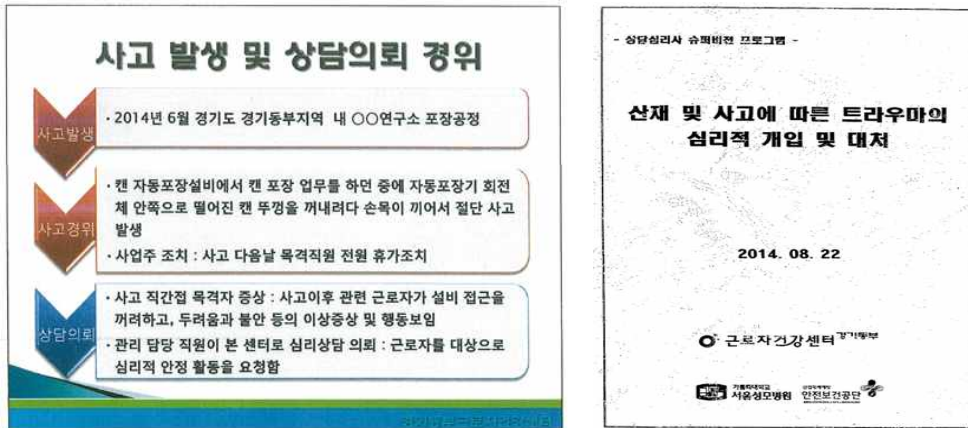 사고 발생 및 상담의뢰 경위
사고발생
· 2014년 6월 경기도 경기동부지역 내 ○○연구소 포장공정
사고경위
· 캔 자동포장설비에서 캔 포장 업무를 하던 중에 자동포장기 회전
체 안쪽으로 떨어진 캔 뚜껑을 꺼내려다 손목이 끼어서 절단 사고
발생
· 사업주 조치 : 사고 다음날 목격직원 전원 휴가조치
상담의뢰
· 사고 직간접 목격자 증상 : 사고이후 관련 근로자가 설비 접근을
꺼려하고, 두려움과 불안 등의 이상증상 및 행동보임
· 관리 담당 직원이 본 센터로 심리상담 의뢰 : 근로자를 대상으로
심리적 안정 활동을 요청함
- 상담심리사 슈퍼비전 프로그램 -
산재 및 사고에 따른 트라우마의
심리적 개입 및 대처
2014. 08. 22
근로자건강센터 경기동부
가톨릭대학교
서울성모병원
안전보건공단